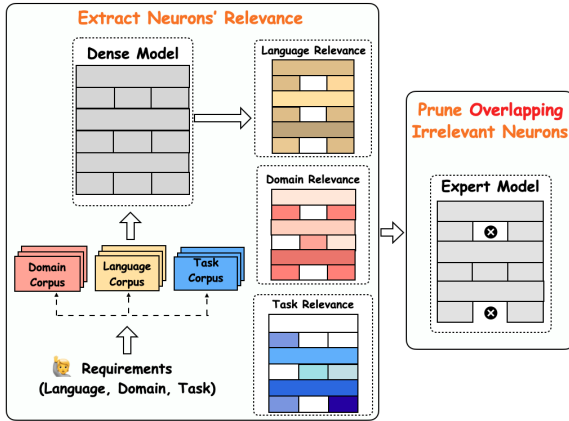 Extract Neurons' Relevance
Dense Model
Language Relevance
Domain Relevance
Task Relevance
Domain
Corpus
Language
Corpus
Task
Corpus
Requirements
(Language, Domain, Task)
Prune Overlapping
Irrelevant Neurons
Expert Model